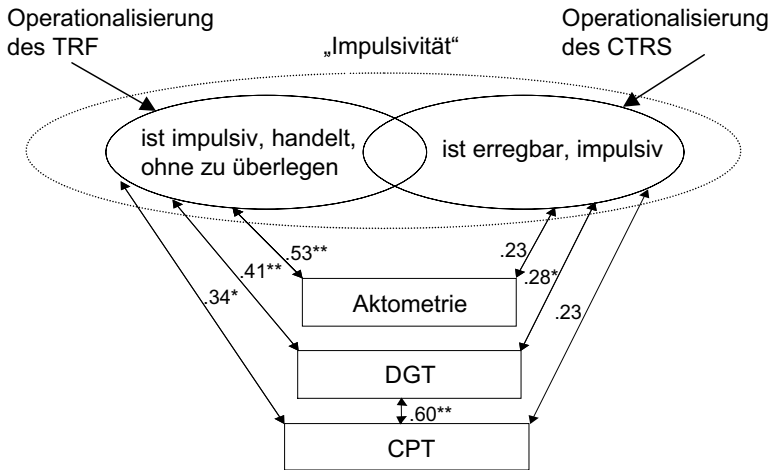 Operationalisierung
des TRF
„Impulsivität“
Operationalisierung
des CTRS
ist impulsiv, handelt,
ohne zu überlegen
ist erregbar, impulsiv
.53**
.23
.41**
.28*
.34*
.23
Aktometrie
DGT
.60**
CPT